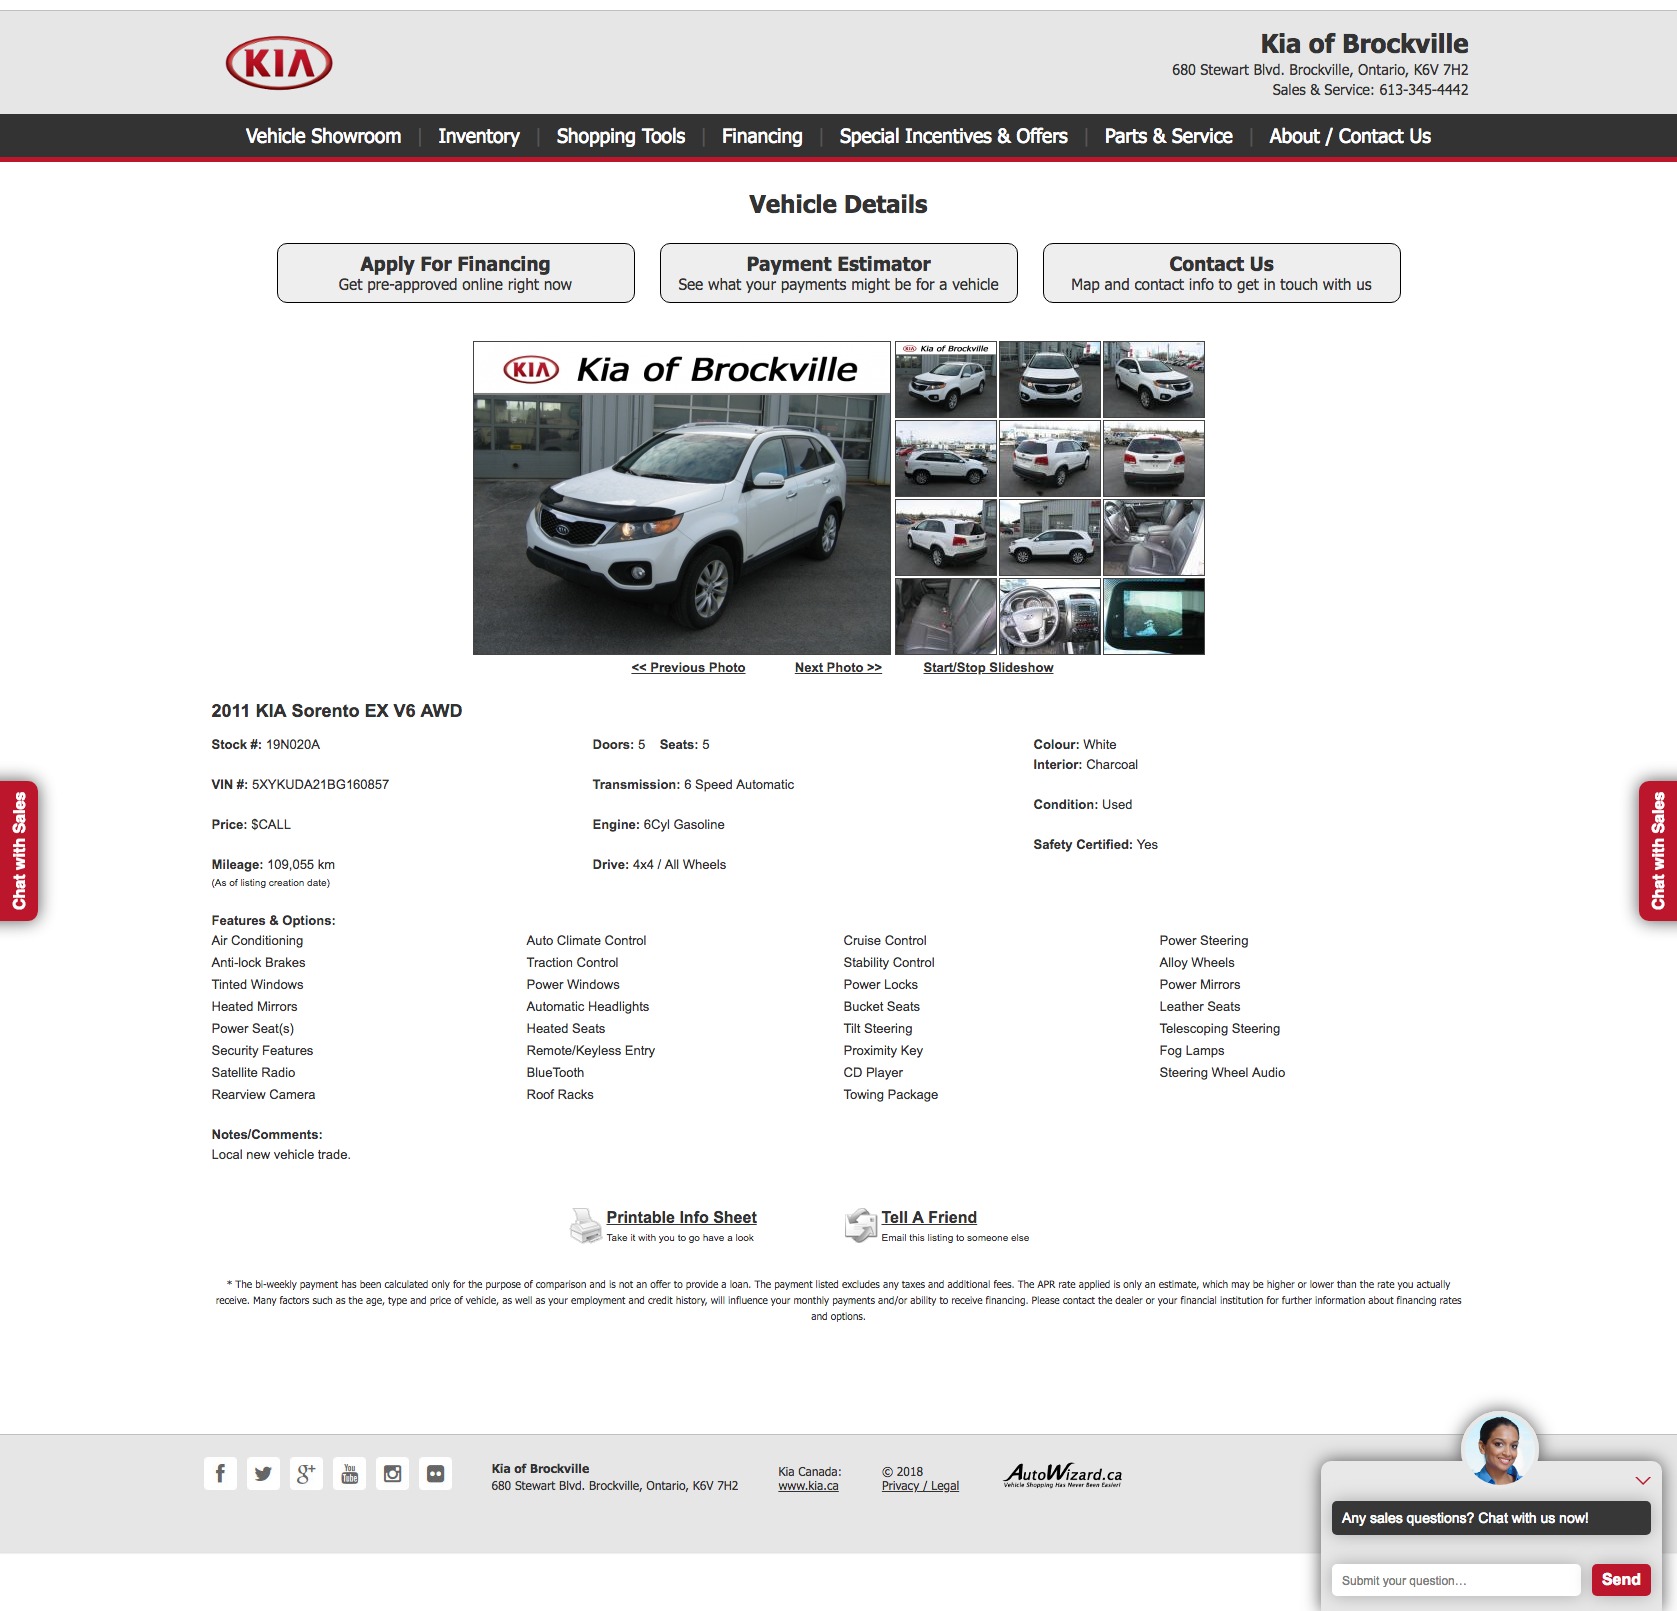 KIA
Kia of Brockville
680 Stewart Blvd. Brockville, Ontario, K6V 7H2
Sales & Service: 613-345-4442
Vehicle Showroom | Inventory | Shopping Tools | Financing | Special Incentives & Offers | Parts & Service | About / Contact Us
Vehicle Details
Apply For Financing
Get pre-approved online right now
Payment Estimator
See what your payments might be for a vehicle
Contact Us
Map and contact info to get in touch with us
KIA Kia of Brockville
KIA Kia of Brockville
<< Previous Photo Next Photo >> Start/Stop Slideshow
2011 KIA Sorento EX V6 AWD
Stock #: 19N020A
VIN #: 5XYKUDA21BG160857
Price: $CALL
Mileage: 109,055 km
(As of listing creation date)
Doors: 5 Seats: 5
Transmission: 6 Speed Automatic
Engine: 6Cyl Gasoline
Drive: 4x4 / All Wheels
Colour: White
Interior: Charcoal
Condition: Used
Safety Certified: Yes
Features & Options:
Air Conditioning Auto Climate Control Cruise Control Power Steering
Anti-lock Brakes Traction Control Stability Control Alloy Wheels
Tinted Windows Power Windows Power Locks Power Mirrors
Heated Mirrors Automatic Headlights Bucket Seats Leather Seats
Power Seat(s) Heated Seats Tilt Steering Telescoping Steering
Security Features Remote/Keyless Entry Proximity Key Fog Lamps
Satellite Radio BlueTooth CD Player Steering Wheel Audio
Rearview Camera Roof Racks Towing Package
Notes/Comments:
Local new vehicle trade.
Chat with Sales
Chat with Sales
Printable Info Sheet
Take it with you to go have a look
Tell A Friend
Email this listing to someone else
* The bi-weekly payment has been calculated only for the purpose of comparison and is not an offer to provide a loan. The payment listed excludes any taxes and additional fees. The APR rate applied is only an estimate, which may be higher or lower than the rate you actually
receive. Many factors such as the age, type and price of vehicle, as well as your employment and credit history, will influence your monthly payments and/or ability to receive financing. Please contact the dealer or your financial institution for further information about financing rates
and options.
f g+ You Tube
Kia of Brockville
680 Stewart Blvd. Brockville, Ontario, K6V 7H2
Kia Canada:
www.kia.ca
© 2018
Privacy / Legal
AutoWizard.ca
Vehicle Shopping Has Never Been Easier!
Any sales questions? Chat with us now!
Submit your question...
Send